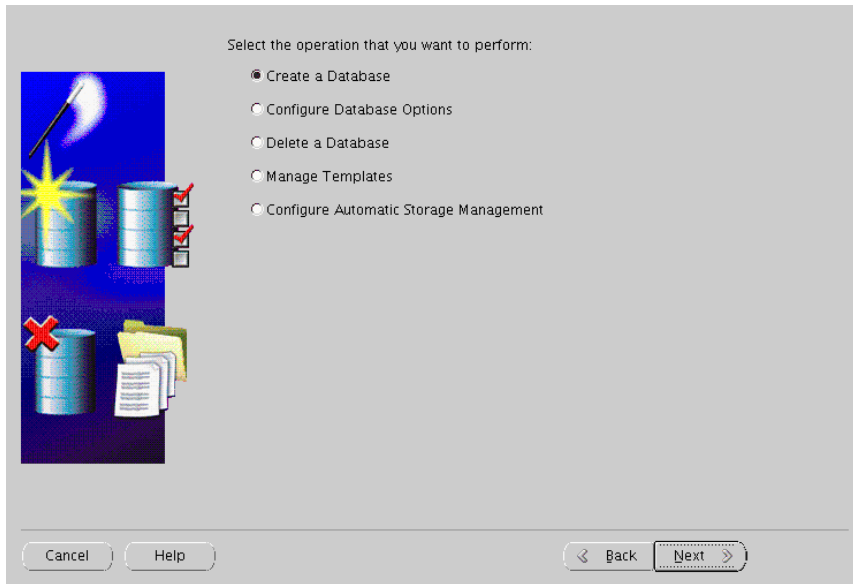 Select the operation that you want to perform:
Create a Database
Configure Database Options
Delete a Database
Manage Templates
Configure Automatic Storage Management
Cancel
Help
Back
Next